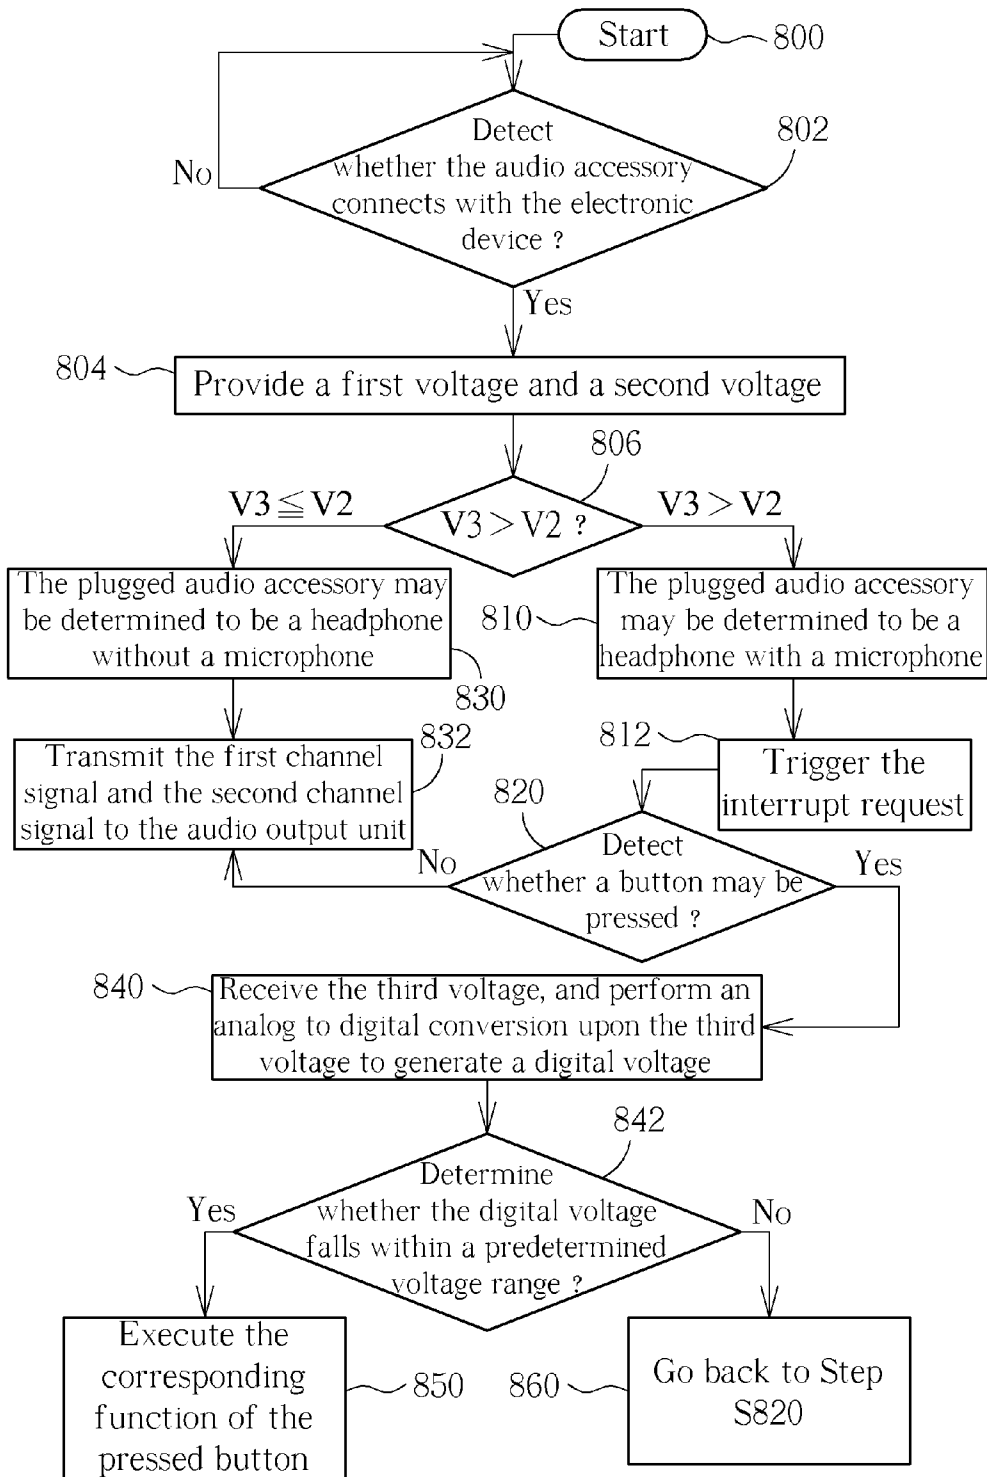 Start
800
Detect
whether the audio accessory
connects with the electronic
device ?
802
No
Yes
804
Provide a first voltage and a second voltage
806
V3≦V2
V3>V2 ?
V3>V2
The plugged audio accessory may
be determined to be a headphone
without a microphone
830
810
The plugged audio accessory
may be determined to be a
headphone with a microphone
Transmit the first channel
signal and the second channel
signal to the audio output unit
832
812
Trigger the
interrupt request
820
Detect
whether a button may be
pressed ?
No
Yes
840
Receive the third voltage, and perform an
analog to digital conversion upon the third
voltage to generate a digital voltage
842
Determine
whether the digital voltage
falls within a predetermined
voltage range ?
Yes
No
Execute the
corresponding
function of the
pressed button
850
860
Go back to Step
S820